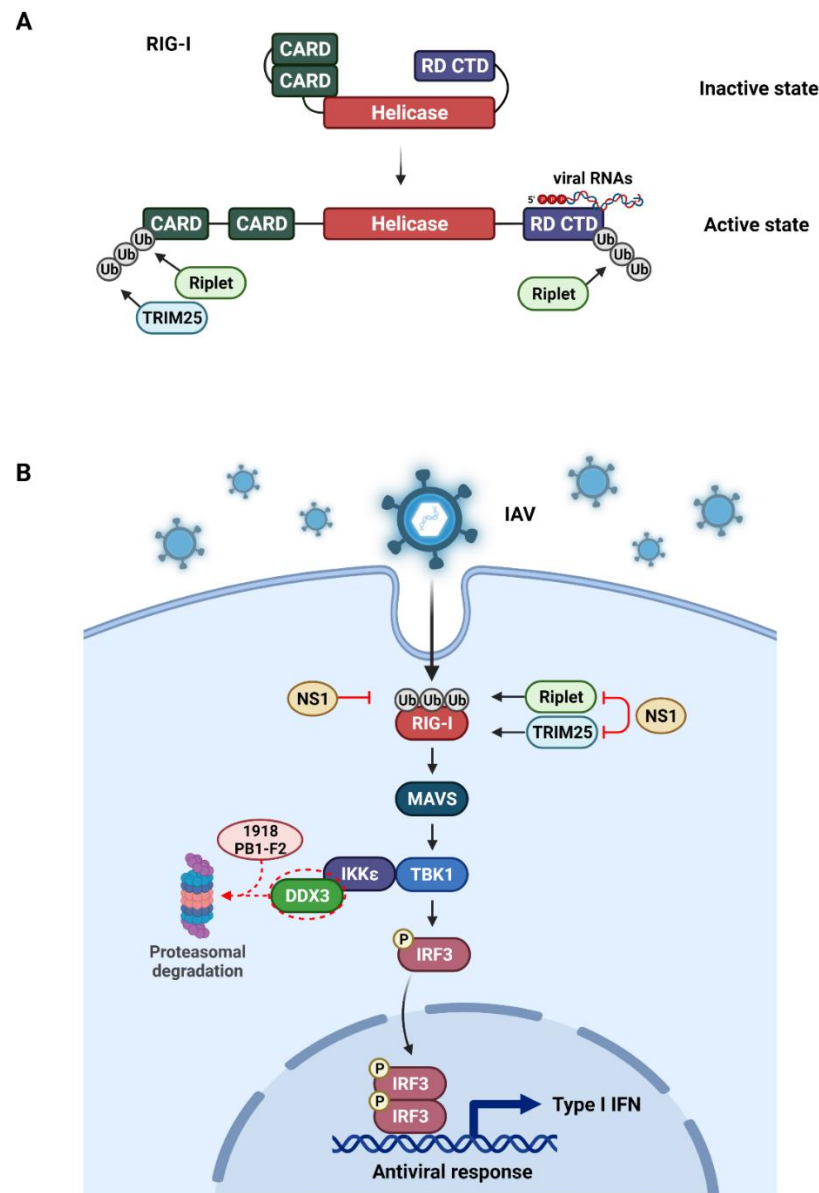 A
RIG-I
CARD
CARD
RD CTD
Helicase
Inactive state
viral RNAs
5' P P P
CARD
CARD
Helicase
RD CTD
Active state
Ub
Ub
Ub
Ub
Ub
Ub
Riplet
Riplet
TRIM25
B
IAV
NS1
Ub Ub Ub
RIG-I
Riplet
TRIM25
NS1
MAVS
1918
PB1-F2
IKKε
TBK1
DDX3
Proteasomal
degradation
P
IRF3
P
IRF3
P
IRF3
Type I IFN
Antiviral response